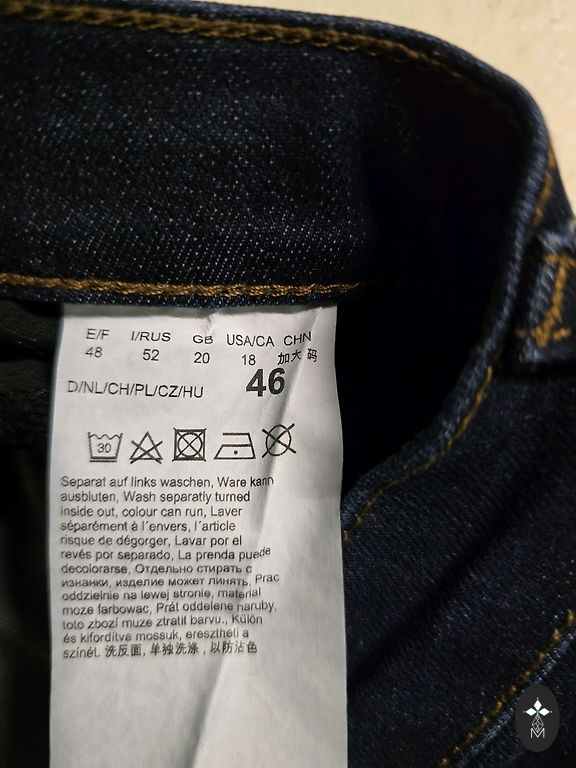 E/F I/RUS GB USA/CA CHN
48 52 20 18 加大码
D/NL/CH/PL/CZ/HU 46
30
Separat auf links waschen, Ware kann
ausbluten, Wash separatly turned
inside out, colour can run, Laver
séparément à l´envers, l´article
risque de dégorger, Lavar por el
revés por separado, La prenda puede
decolorarse, Отдельно стирать с
изнанки, изделие может линять, Prac
oddzielnie na lewej stronie, material
moze farbowac, Prát oddelene naruby,
toto zbozí muze ztratit barvu., Külön
és kifordítva mossuk, eresztheti a
színét. 洗反面, 单独洗涤 , 以防沾色
M